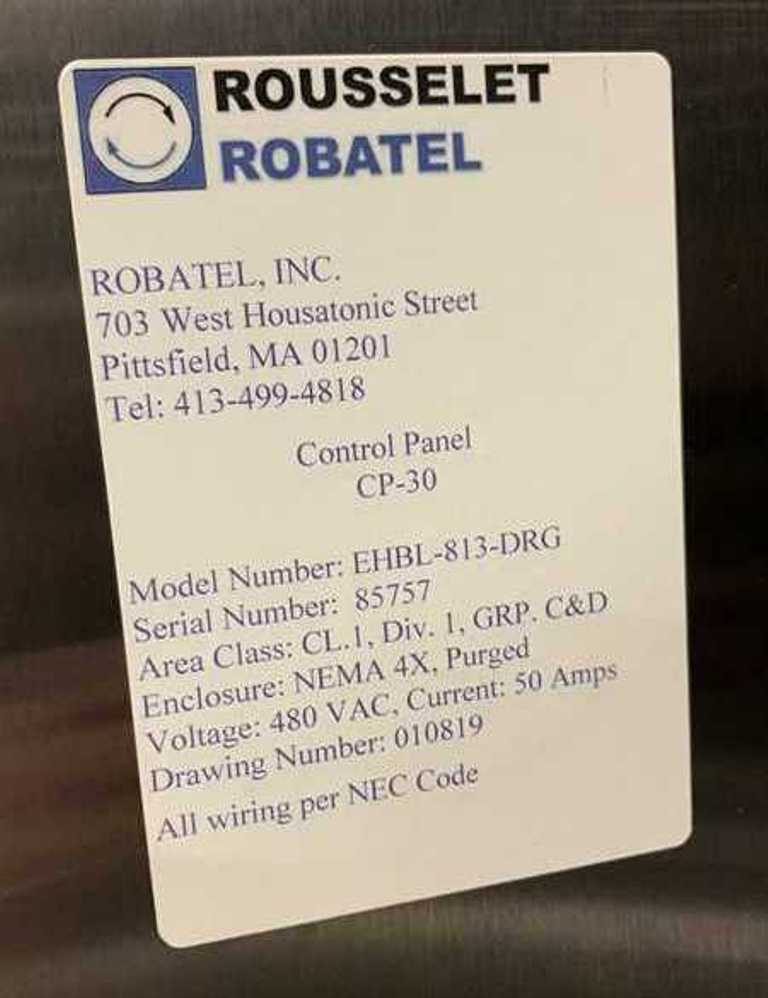 ROUSSELET
ROBATEL
ROBATEL, INC.
703 West Housatonic Street
Pittsfield, MA 01201
Tel: 413-499-4818
Control Panel
CP-30
Model Number: EHBL-813-DRG
Serial Number: 85757
Area Class: CL.1, Div. 1, GRP. C&D
Enclosure: NEMA 4X, Purged
Voltage: 480 VAC, Current: 50 Amps
Drawing Number: 010819
All wiring per NEC Code